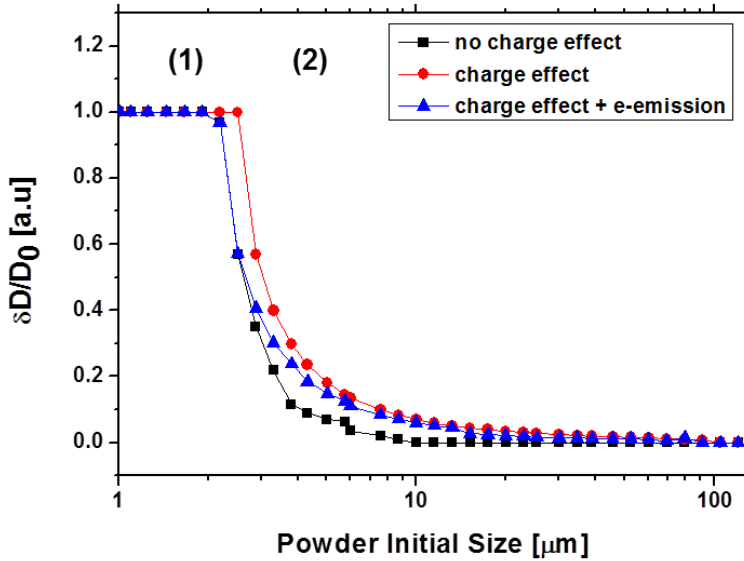 (1) (2)
no charge effect
charge effect
charge effect + e-emission
1.2
1.0
0.8
0.6
0.4
0.2
0.0
δD/D0 [a.u]
1 10 100
Powder Initial Size [μm]